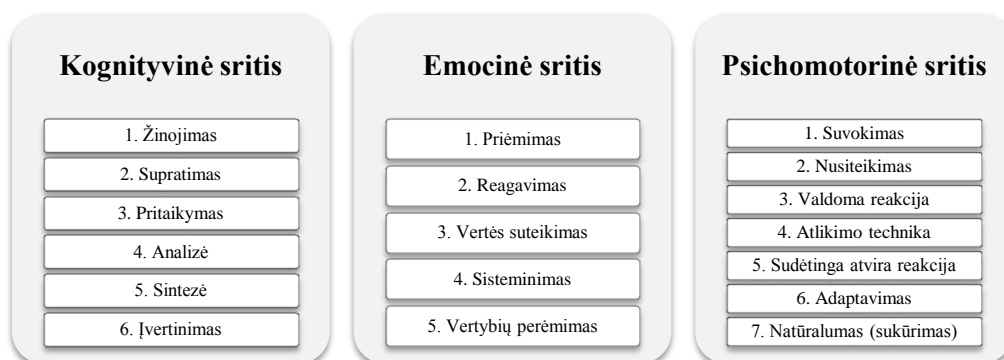 Kognityvinė sritis
1. Žinojimas
2. Supratimas
3. Pritaikymas
4. Analizė
5. Sintezė
6. Įvertinimas
Emocinė sritis
1. Priėmimas
2. Reagavimas
3. Vertės suteikimas
4. Sisteminimas
5. Vertybių perėmimas
Psichomotorinė sritis
1. Suvokimas
2. Nusiteikimas
3. Valdoma reakcija
4. Atlikimo technika
5. Sudėtinga atvira reakcija
6. Adaptavimas
7. Natūralumas (sukūrimas)